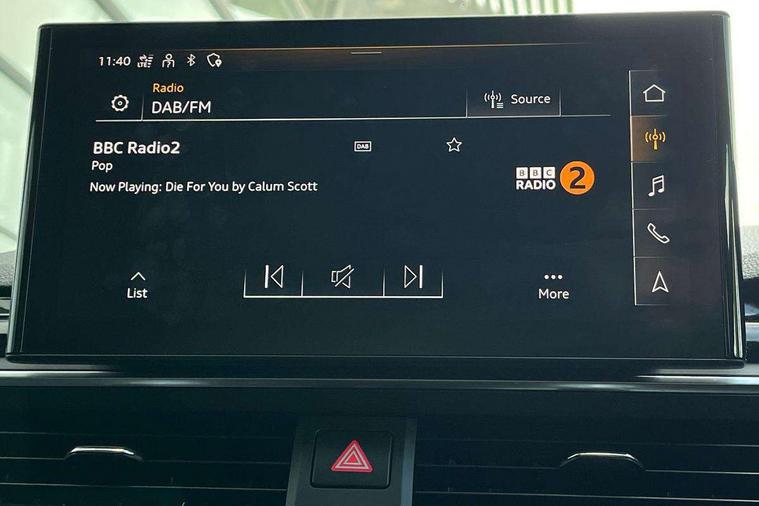 11:40 LTE
Radio
DAB/FM
Source
BBC Radio2
DAB
Pop
Now Playing: Die For You by Calum Scott
BBC
RADIO 2
List
More